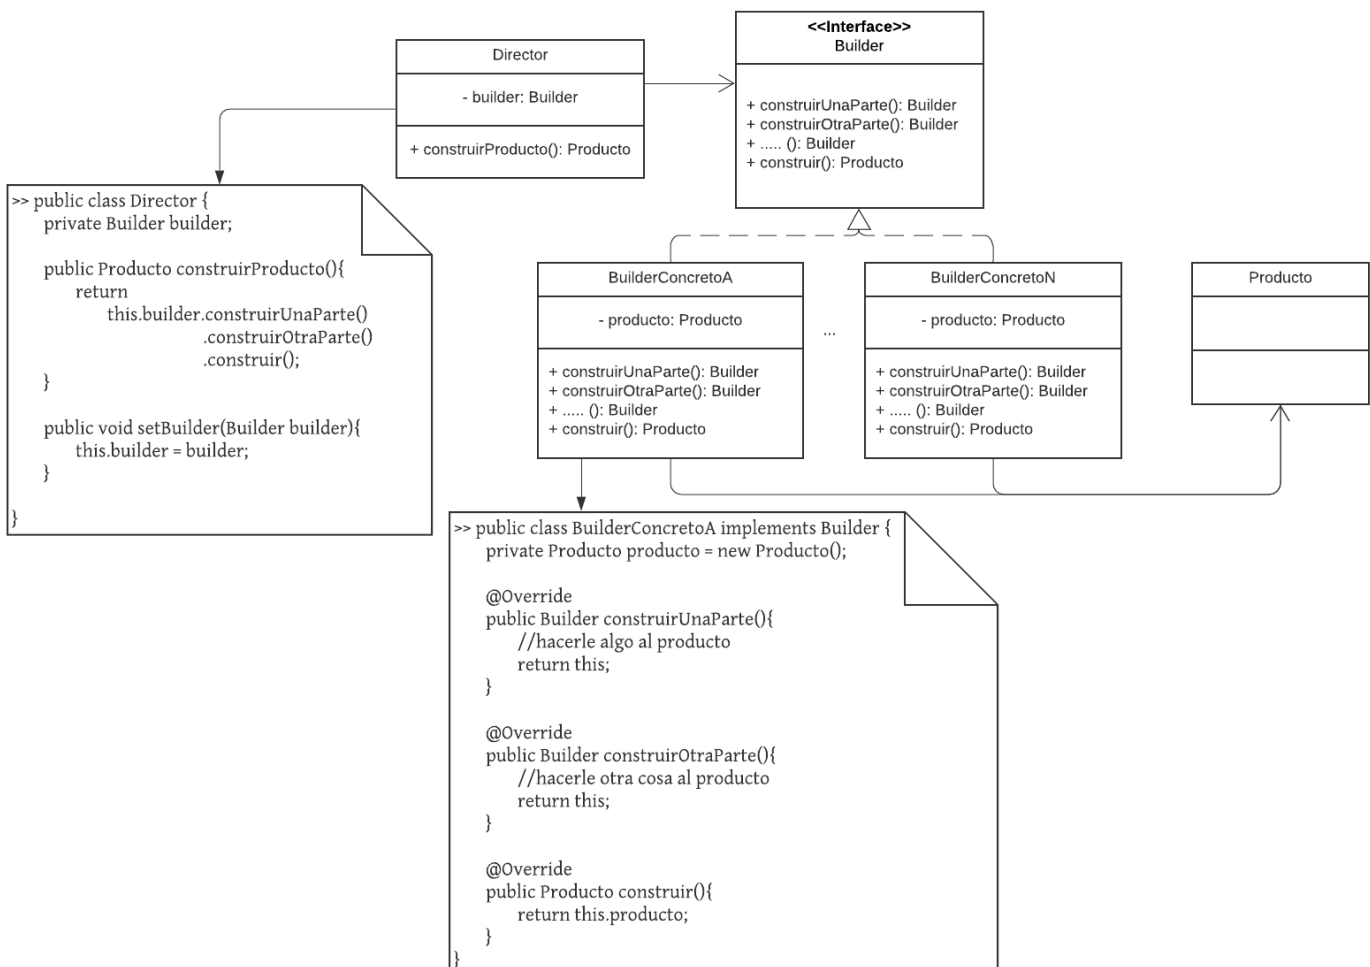 Director
- builder: Builder
+ construirProducto(): Producto
<<Interface>>
Builder
+ construirUnaParte(): Builder
+ construirOtraParte(): Builder
+ ..... (): Builder
+ construir(): Producto
>> public class Director {
private Builder builder;
public Producto construirProducto(){
return
this.builder.construirUnaParte()
.construirOtraParte()
.construir();
}
public void setBuilder(Builder builder){
this.builder = builder;
}
}
BuilderConcretoA
- producto: Producto
+ construirUnaParte(): Builder
+ construirOtraParte(): Builder
+ ..... (): Builder
+ construir(): Producto
...
BuilderConcretoN
- producto: Producto
+ construirUnaParte(): Builder
+ construirOtraParte(): Builder
+ ..... (): Builder
+ construir(): Producto
Producto
>> public class BuilderConcretoA implements Builder {
private Producto producto = new Producto();
@Override
public Builder construirUnaParte(){
//hacerle algo al producto
return this;
}
@Override
public Builder construirOtraParte(){
//hacerle otra cosa al producto
return this;
}
@Override
public Producto construir(){
return this.producto;
}
}